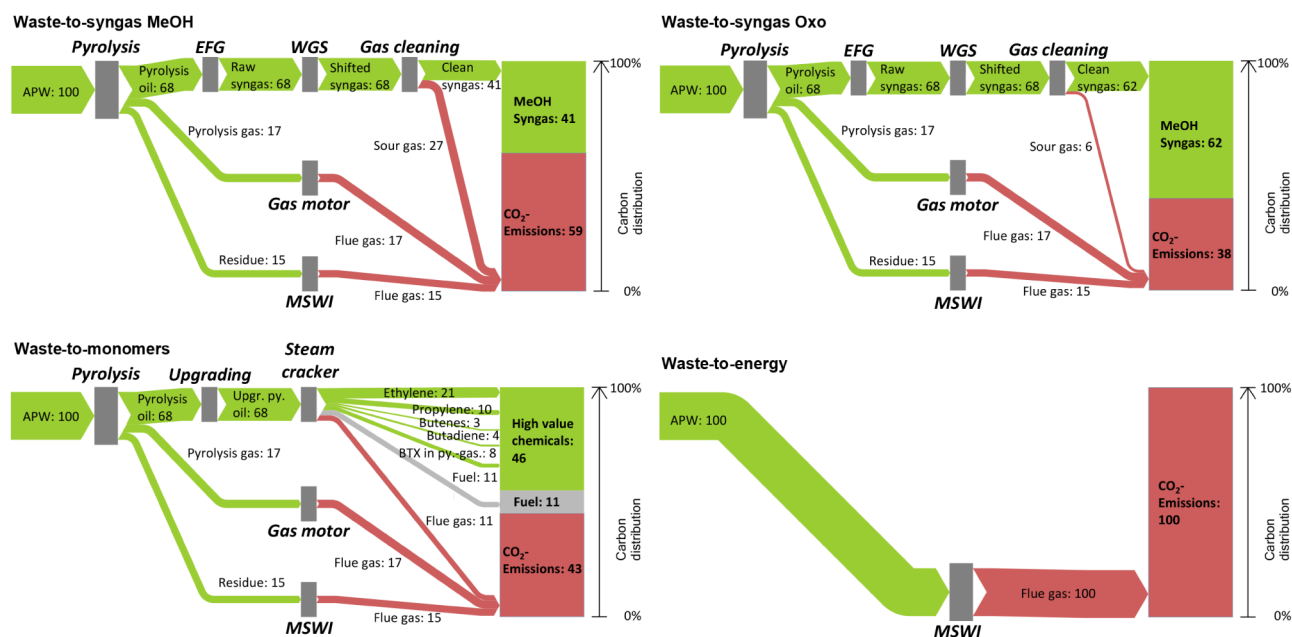 Waste-to-syngas MeOH
Pyrolysis
EFG
WGS
Gas cleaning
APW: 100
Pyrolysis
oil: 68
Raw
syngas: 68
Shifted
syngas: 68
Clean
syngas: 41
Pyrolysis gas: 17
Sour gas: 27
Gas motor
Flue gas: 17
Residue: 15
MSWI
Flue gas: 15
MeOH
Syngas: 41
CO2-
Emissions: 59
100%
Carbon
distribution
0%
Waste-to-syngas Oxo
Pyrolysis
EFG
WGS
Gas cleaning
APW: 100
Pyrolysis
oil: 68
Raw
syngas: 68
Shifted
syngas: 68
Clean
syngas: 62
Pyrolysis gas: 17
Sour gas: 6
Gas motor
Flue gas: 17
Residue: 15
MSWI
Flue gas: 15
MeOH
Syngas: 62
CO2-
Emissions: 38
100%
Carbon
distribution
0%
Waste-to-monomers
Pyrolysis
Upgrading
Steam
cracker
APW: 100
Pyrolysis
oil: 68
Upgr. py.
oil: 68
Ethylene: 21
Propylene: 10
Butenes: 3
Butadiene: 4
BTX in py.-gas.: 8
Fuel: 11
Flue gas: 11
Pyrolysis gas: 17
Gas motor
Flue gas: 17
Residue: 15
MSWI
Flue gas: 15
High value
chemicals:
46
Fuel: 11
CO2-
Emissions: 43
100%
Carbon
distribution
0%
Waste-to-energy
APW: 100
MSWI
Flue gas: 100
CO2-
Emissions:
100
100%
Carbon
distribution
0%